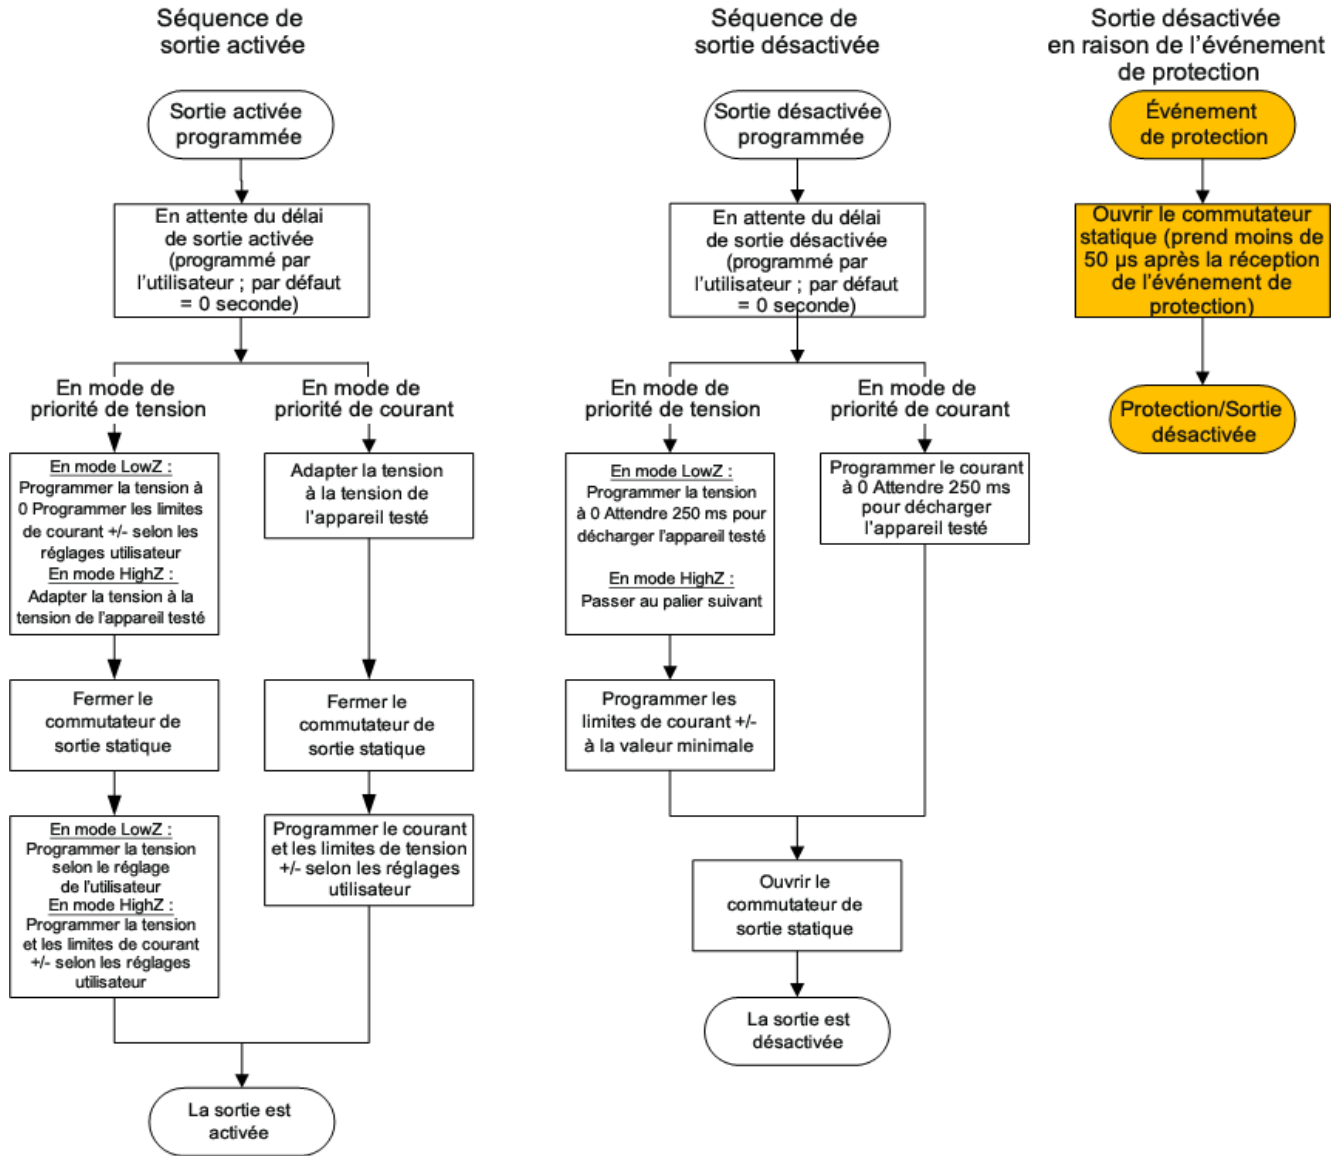 Séquence de
sortie activée
Sortie activée
programmée
En attente du délai
de sortie activée
(programmé par
l'utilisateur ; par défaut
= 0 seconde)
En mode de
priorité de tension
En mode de
priorité de courant
En mode LowZ :
Programmer la tension à
0 Programmer les limites
de courant +/- selon les
réglages utilisateur
En mode HighZ :
Adapter la tension à la
tension de l'appareil testé
Adapter la tension
à la tension de
l'appareil testé
Fermer le
commutateur de
sortie statique
Fermer le
commutateur de
sortie statique
En mode LowZ :
Programmer la tension
selon le réglage
de l'utilisateur
En mode HighZ :
Programmer la tension
et les limites de courant
+/- selon les réglages
utilisateur
Programmer le courant
et les limites de tension
+/- selon les réglages
utilisateur
La sortie est
activée
Séquence de
sortie désactivée
Sortie désactivée
programmée
En attente du délai
de sortie désactivée
(programmé par
l'utilisateur ; par défaut
= 0 seconde)
En mode de
priorité de tension
En mode de
priorité de courant
En mode LowZ :
Programmer la tension
à 0 Attendre 250 ms pour
décharger l'appareil testé
En mode HighZ :
Passer au palier suivant
Programmer le courant
à 0 Attendre 250 ms
pour décharger
l'appareil testé
Programmer les
limites de courant +/-
à la valeur minimale
Ouvrir le
commutateur de
sortie statique
La sortie est
désactivée
Sortie désactivée
en raison de l'événement
de protection
Événement
de protection
Ouvrir le commutateur
statique (prend moins de
50 µs après la réception
de l'événement de
protection)
Protection/Sortie
désactivée